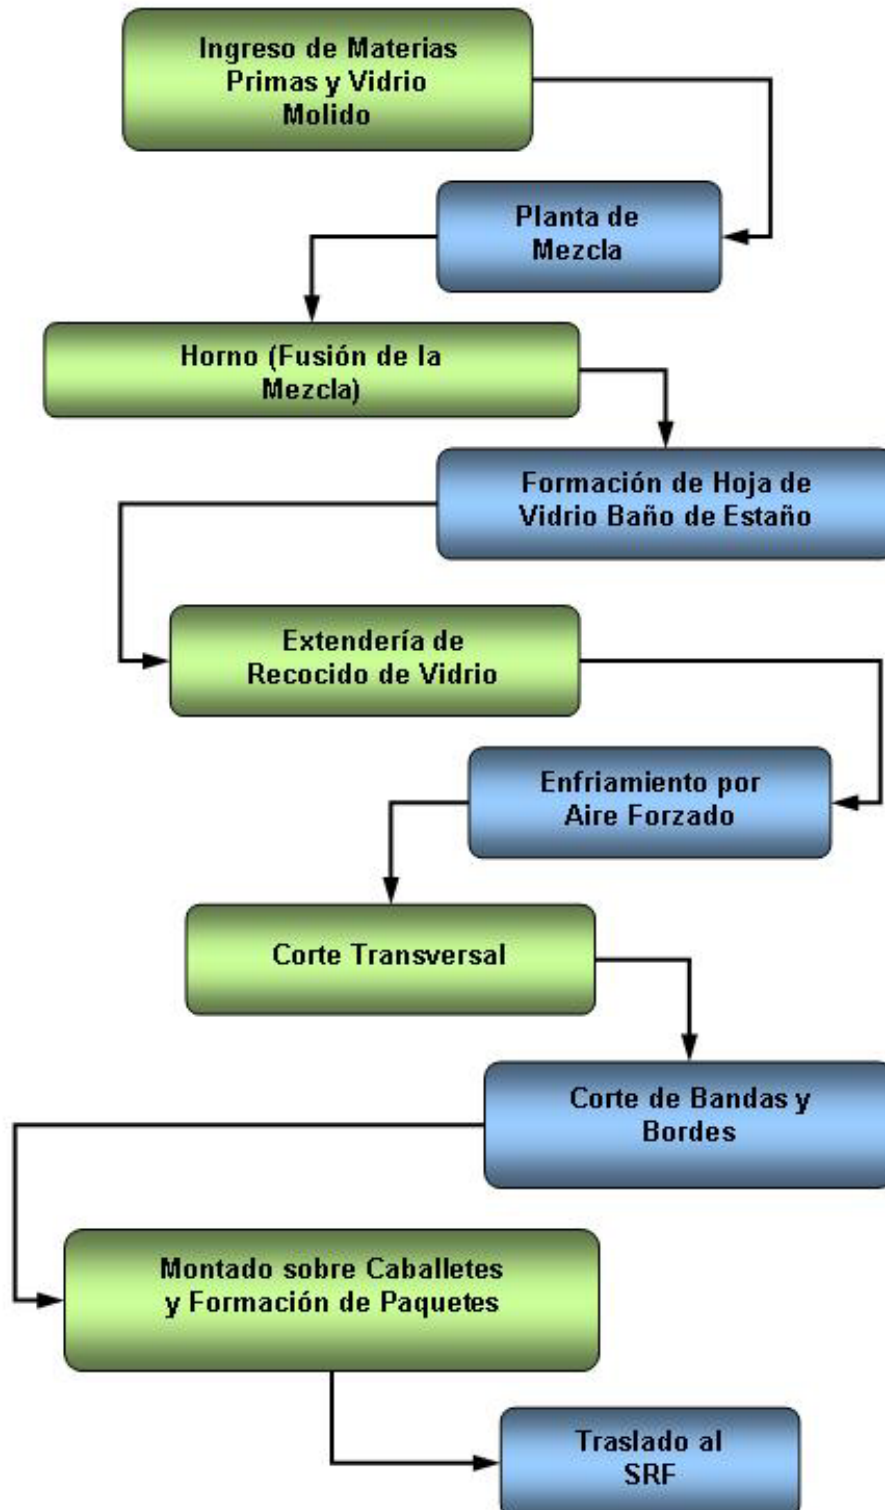 Ingreso de Materias
Primas y Vidrio
Molido
Planta de
Mezcla
Horno (Fusión de la
Mezcla)
Formación de Hoja de
Vidrio Baño de Estaño
Extendería de
Recocido de Vidrio
Enfriamiento por
Aire Forzado
Corte Transversal
Corte de Bandas y
Bordes
Montado sobre Caballetes
y Formación de Paquetes
Traslado al
SRF